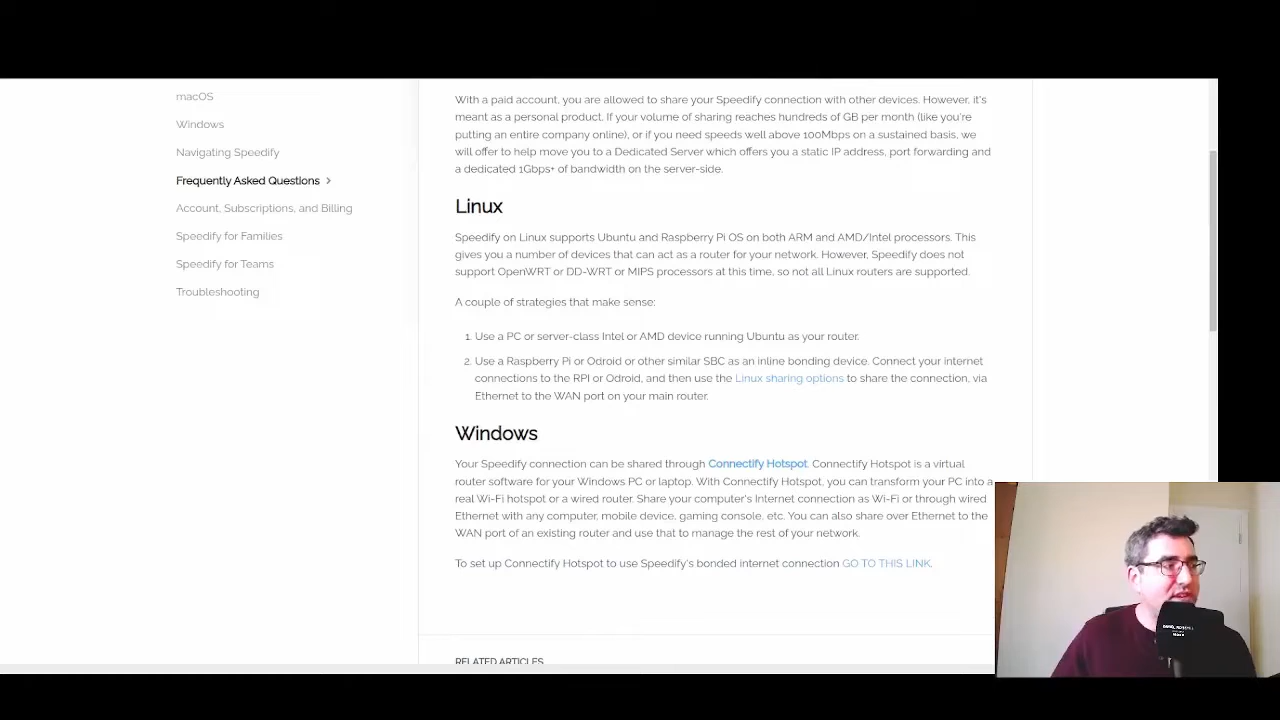 macOS
Windows
Navigating Speedify
Frequently Asked Questions >
Account, Subscriptions, and Billing
Speedify for Families
Speedify for Teams
Troubleshooting
With a paid account, you are allowed to share your Speedify connection with other devices. However, it's
meant as a personal product. If your volume of sharing reaches hundreds of GB per month (like you're
putting an entire company online), or if you need speeds well above 100Mbps on a sustained basis, we
will offer to help move you to a Dedicated Server which offers you a static IP address, port forwarding and
a dedicated 1Gbps+ of bandwidth on the server-side.
Linux
Speedify on Linux supports Ubuntu and Raspberry Pi OS on both ARM and AMD/Intel processors. This
gives you a number of devices that can act as a router for your network. However, Speedify does not
support OpenWRT or DD-WRT or MIPS processors at this time, so not all Linux routers are supported.
A couple of strategies that make sense:
1. Use a PC or server-class Intel or AMD device running Ubuntu as your router.
2. Use a Raspberry Pi or Odroid or other similar SBC as an inline bonding device. Connect your internet
connections to the RPI or Odroid, and then use the Linux sharing options to share the connection, via
Ethernet to the WAN port on your main router.
Windows
Your Speedify connection can be shared through Connectify Hotspot. Connectify Hotspot is a virtual
router software for your Windows PC or laptop. With Connectify Hotspot, you can transform your PC into a
real Wi-Fi hotspot or a wired router. Share your computer's Internet connection as Wi-Fi or through wired
Ethernet with any computer, mobile device, gaming console, etc. You can also share over Ethernet to the
WAN port of an existing router and use that to manage the rest of your network.
To set up Connectify Hotspot to use Speedify's bonded internet connection GO TO THIS LINK.
RELATED ARTICLES